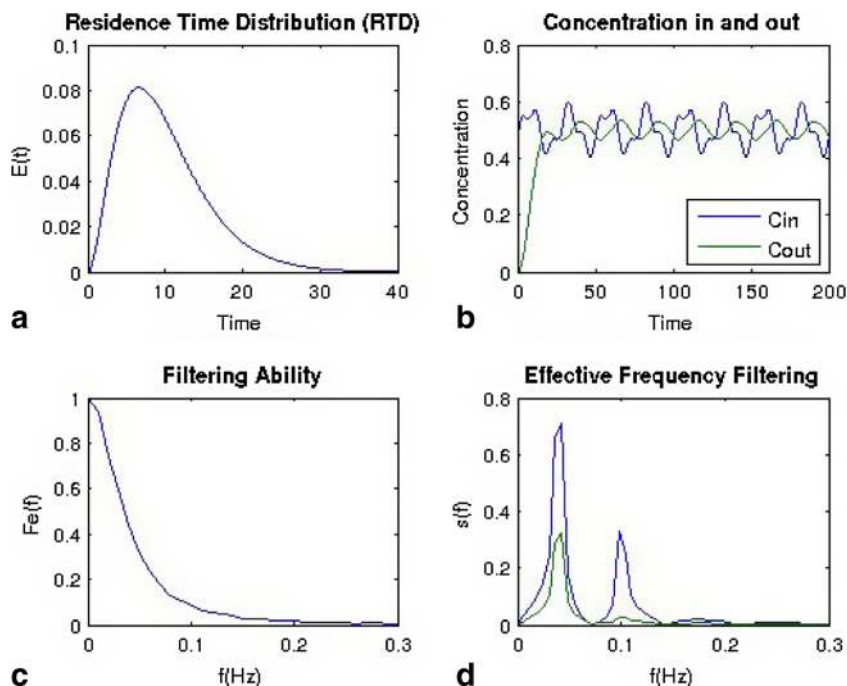 Residence Time Distribution (RTD)
0.1
0.08
0.06
0.04
0.02
0
E(t)
0 10 20 30 40
Time
a
Concentration in and out
0.8
0.6
0.4
0.2
0
Concentration
Cin
Cout
0 50 100 150 200
Time
b
Filtering Ability
1
0.8
0.6
0.4
0.2
0
Fe(f)
0 0.1 0.2 0.3
f(Hz)
c
Effective Frequency Filtering
0.8
0.6
0.4
0.2
0
s(f)
0 0.1 0.2 0.3
f(Hz)
d